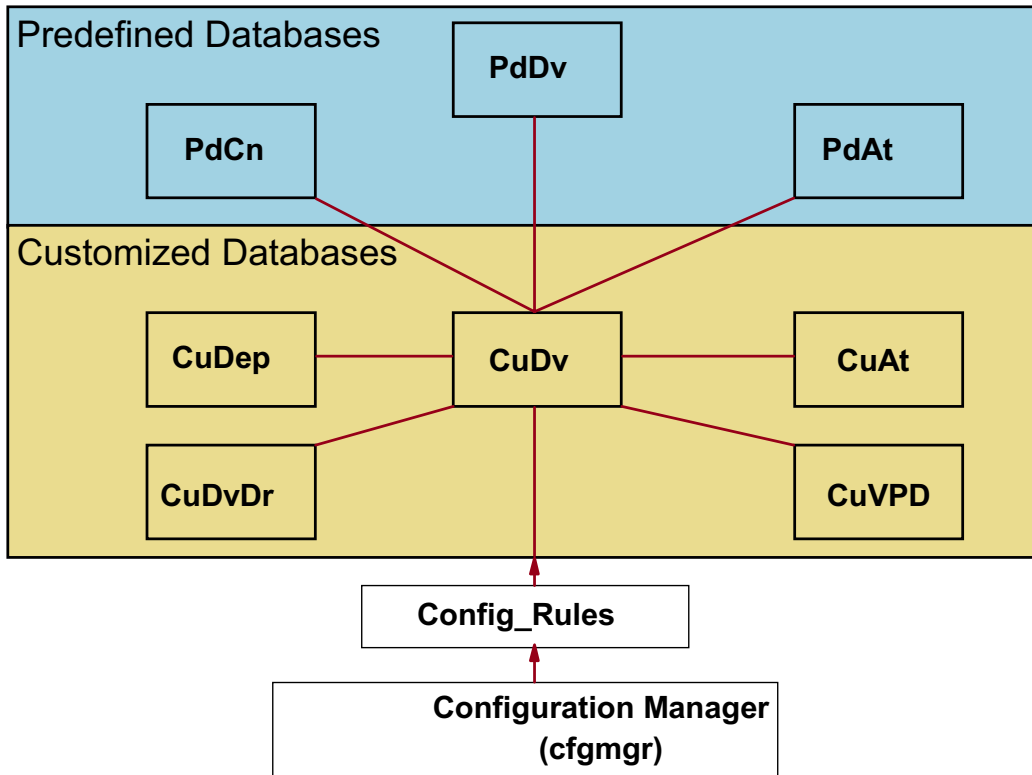 Predefined Databases
PdDv
PdCn
PdAt
Customized Databases
CuDep
CuDv
CuAt
CuDvDr
CuVPD
Config_Rules
Configuration Manager
(cfgmgr)